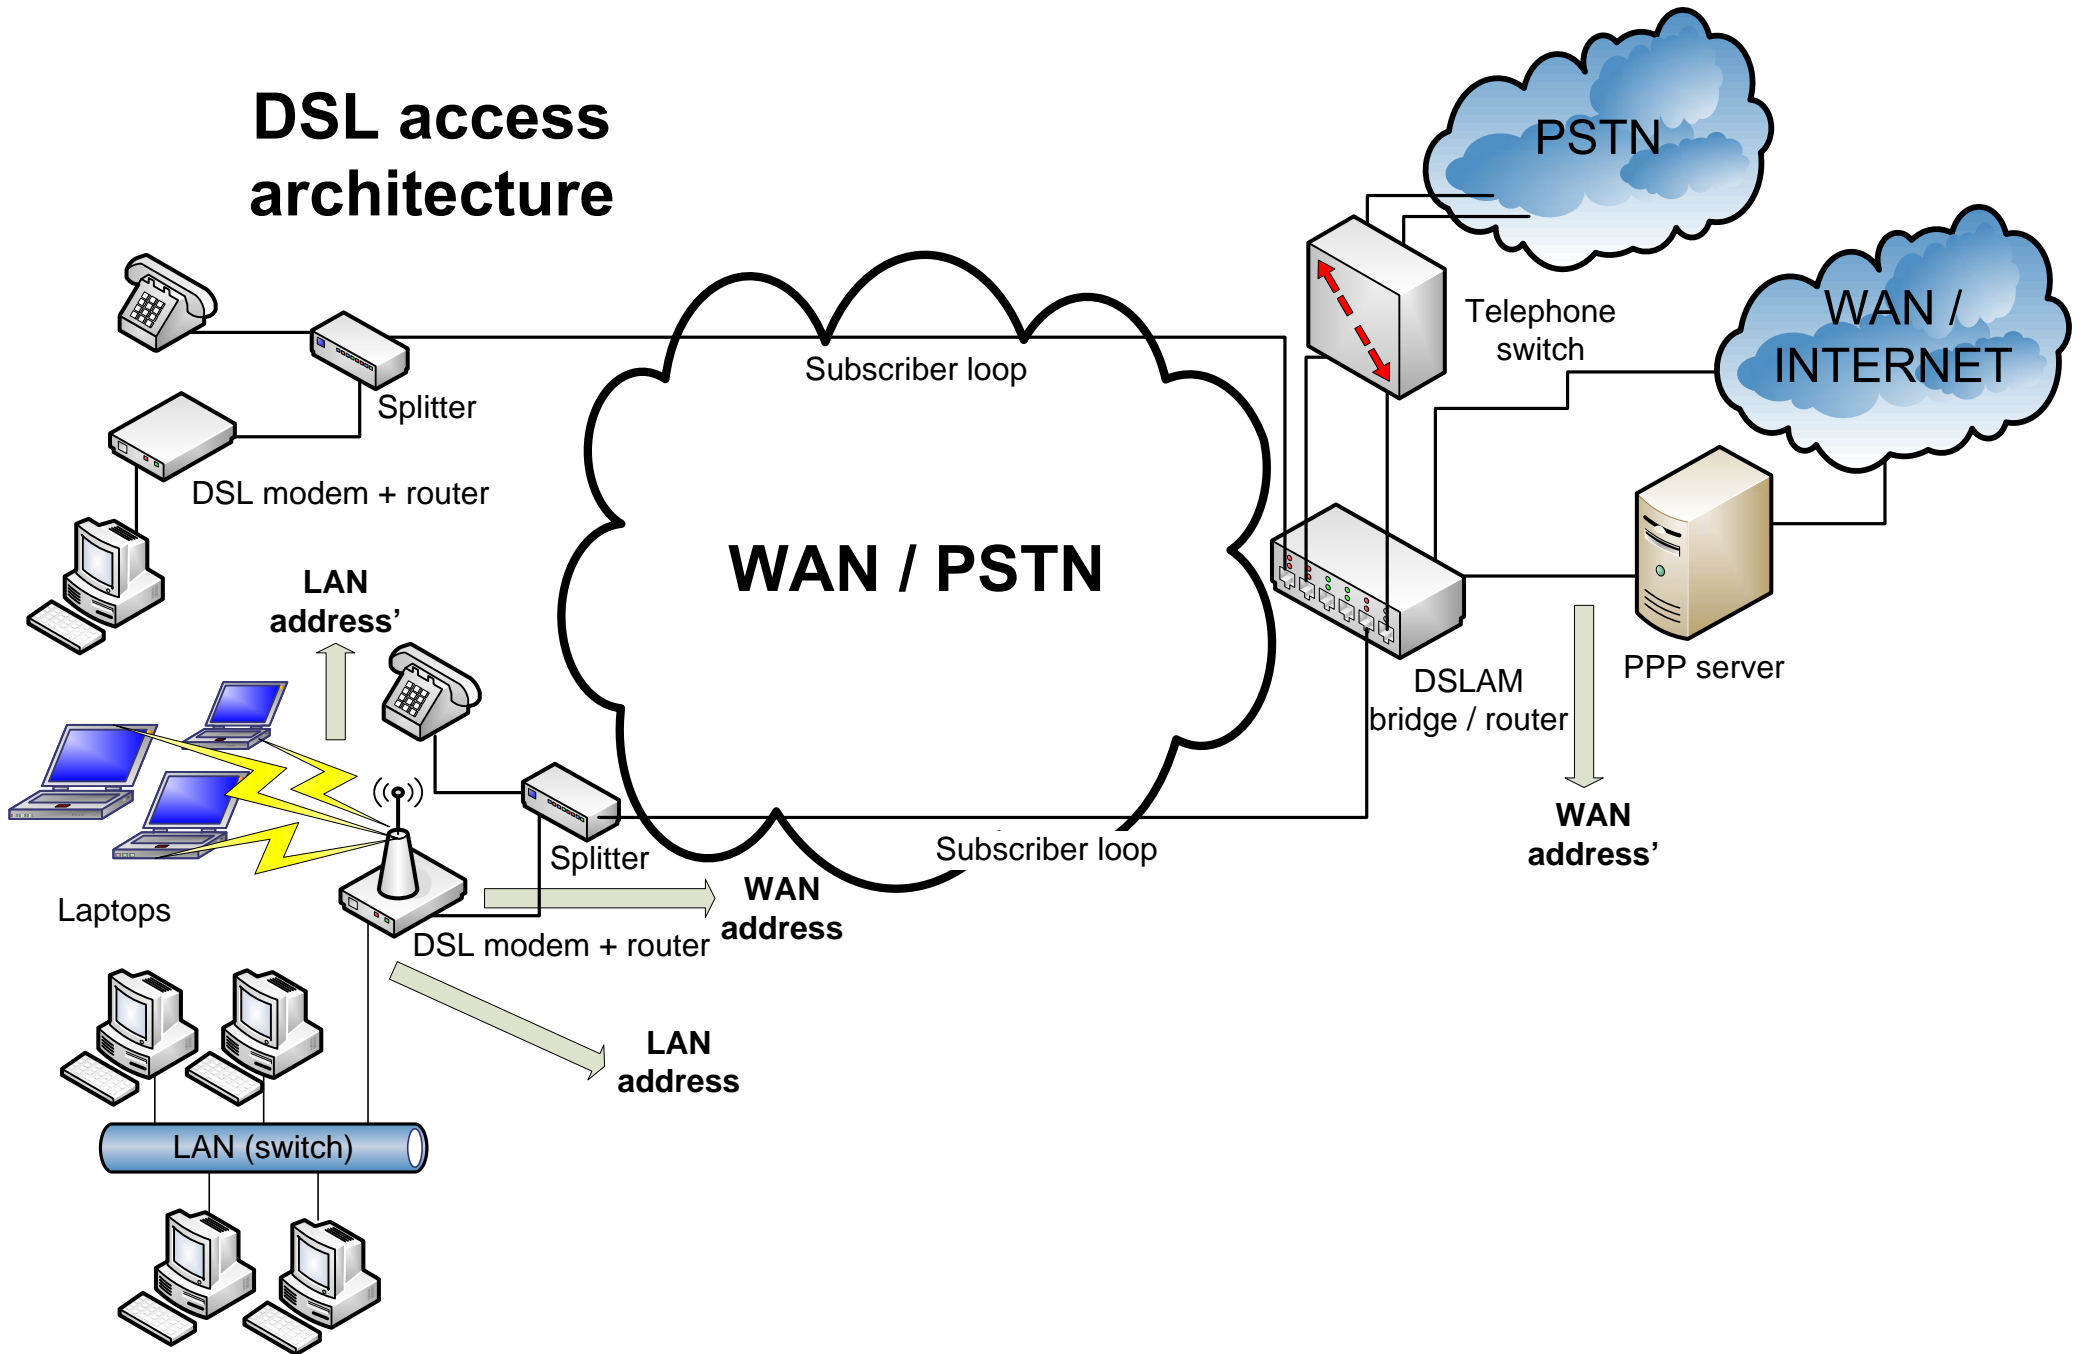 DSL access
architecture
PSTN
WAN /
INTERNET
Telephone
switch
Subscriber loop
Splitter
DSL modem + router
WAN / PSTN
LAN
address’
PPP server
DSLAM
bridge / router
WAN
address’
Subscriber loop
Splitter
WAN
address
Laptops
DSL modem + router
LAN
address
LAN (switch)